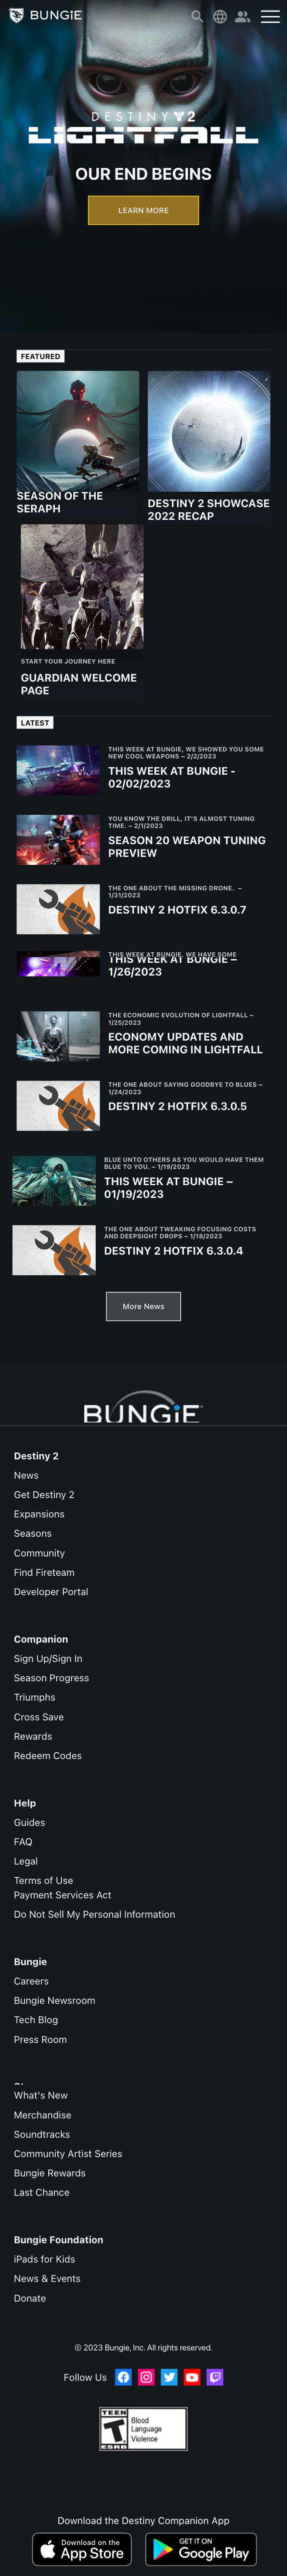 BUNGiE
DESTINY 2
LIGHTFALL
OUR END BEGINS
LEARN MORE
FEATURED
SEASON OF THE
SERAPH
DESTINY 2 SHOWCASE
2022 RECAP
START YOUR JOURNEY HERE
GUARDIAN WELCOME
PAGE
LATEST
THIS WEEK AT BUNGIE, WE SHOWED YOU SOME
NEW COOL WEAPONS – 2/2/2023
THIS WEEK AT BUNGIE -
02/02/2023
YOU KNOW THE DRILL, IT'S ALMOST TUNING
TIME. – 2/1/2023
SEASON 20 WEAPON TUNING
PREVIEW
THE ONE ABOUT THE MISSING DRONE. –
1/31/2023
DESTINY 2 HOTFIX 6.3.0.7
THIS WEEK AT BUNGIE, WE HAVE SOME
THIS WEEK AT BUNGIE –
1/26/2023
THE ECONOMIC EVOLUTION OF LIGHTFALL –
1/25/2023
ECONOMY UPDATES AND
MORE COMING IN LIGHTFALL
THE ONE ABOUT SAYING GOODBYE TO BLUES –
1/24/2023
DESTINY 2 HOTFIX 6.3.0.5
BLUE UNTO OTHERS AS YOU WOULD HAVE THEM
BLUE TO YOU. – 1/19/2023
THIS WEEK AT BUNGIE –
01/19/2023
THE ONE ABOUT TWEAKING FOCUSING COSTS
AND DEEPSIGHT DROPS – 1/18/2023
DESTINY 2 HOTFIX 6.3.0.4
More News
BUNGiE
Destiny 2
News
Get Destiny 2
Expansions
Seasons
Community
Find Fireteam
Developer Portal
Companion
Sign Up/Sign In
Season Progress
Triumphs
Cross Save
Rewards
Redeem Codes
Help
Guides
FAQ
Legal
Terms of Use
Payment Services Act
Do Not Sell My Personal Information
Bungie
Careers
Bungie Newsroom
Tech Blog
Press Room
What's New
Merchandise
Soundtracks
Community Artist Series
Bungie Rewards
Last Chance
Bungie Foundation
iPads for Kids
News & Events
Donate
© 2023 Bungie, Inc. All rights reserved.
Follow Us
TEEN
T
ESRB
Blood
Language
Violence
Download the Destiny Companion App
Download on the
App Store
GET IT ON
Google Play